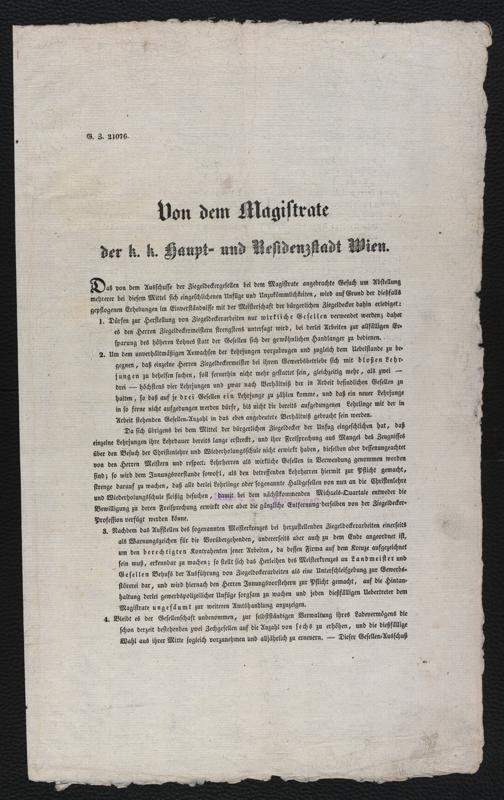 G. Z. 21076.
Von dem Magistrate
der k. k. Haupt- und Residenzstadt Wien.
Das von dem Ausschusse der Ziegeldeckergesellen bei dem Magistrate angebrachte Gesuch um Abstellung
mehrerer bei diesem Mittel sich eingeschlichenen Unfüge und Unzukömmlichkeiten, wird auf Grund der dießfalls
gepflogenen Erhebungen im Einverständnisse mit der Meisterschaft der bürgerlichen Ziegeldecker dahin erlediget:
1. Dürfen zur Herstellung von Ziegeldeckerarbeiten nur wirkliche Gesellen verwendet werden; daher
es den Herren Ziegeldeckermeistern strengstens untersagt wird, bei derlei Arbeiten zur allfälligen Er-
sparung des höheren Lohnes statt der Gesellen sich der gewöhnlichen Handlanger zu bedienen.
2. Um dem unverhältnißmäßigen Anwachsen der Lehrjungen vorzubeugen und zugleich dem Uebelstande zu be-
gegnen, daß einzelne Herren Ziegeldeckermeister bei ihrem Gewerbsbetriebe sich mit bloßen Lehr-
jungen zu behelfen suchen, soll fernerhin nicht mehr gestattet sein, gleichzeitig mehr, als zwei —
drei — höchstens vier Lehrjungen und zwar nach Verhältniß der in Arbeit befindlichen Gesellen zu
halten, so daß auf je drei Gesellen ein Lehrjunge zu zählen komme, und daß ein neuer Lehrjunge
in so ferne nicht aufgedungen werden dürfe, bis nicht die bereits aufgedungenen Lehrlinge mit der in
Arbeit stehenden Gesellen-Anzahl in das eben angedeutete Verhältniß gebracht sein werden.
Da sich übrigens bei dem Mittel der bürgerlichen Ziegeldecker der Unfug eingeschlichen hat, daß
einzelne Lehrjungen ihre Lehrdauer bereits lange erstreckt, und ihre Freisprechung aus Mangel des Zeugnisses
über den Besuch der Christenlehre und Wiederholungsschule nicht erwirkt haben, dieselben aber dessenungeachtet
von den Herren Meistern und respect. Lehrherren als wirkliche Gesellen in Verwendung genommen worden
sind; so wird dem Innungsvorstande sowohl, als den betreffenden Lehrherren hiermit zur Pflicht gemacht,
strenge darauf zu wachen, daß alle derlei Lehrlinge oder sogenannte Halbgesellen von nun an die Christenlehre
und Wiederholungsschule fleißig besuchen, damit bei dem nächstkommenden Michaeli-Quartale entweder die
Bewilligung zu deren Freisprechung erwirkt oder aber die gänzliche Entfernung derselben von der Ziegeldecker-
Profession verfügt werden könne.
3. Nachdem das Aufstellen des sogenannten Meisterkreuzes bei herzustellenden Ziegeldeckerarbeiten einerseits
als Warnungszeichen für die Vorübergehenden, andererseits aber auch zu dem Ende angeordnet ist,
um den berechtigten Kontrahenten jener Arbeiten, da dessen Firma auf dem Kreuze aufgezeichnet
sein muß, erkennbar zu machen; so stellt sich das Herleihen des Meisterkreuzes an Landmeister und
Gesellen Behufs der Ausführung von Ziegeldeckerarbeiten als eine Unterschleifgebung zur Gewerbs-
störerei dar, und wird hiernach den Herren Innungsvorstehern zur Pflicht gemacht, auf die Hintan-
haltung derlei gewerbspolizeilicher Unfüge sorgsam zu wachen und jeden dießfälligen Uebertreter dem
Magistrate ungesäumt zur weiteren Amtshandlung anzuzeigen.
4. Bleibt es der Gesellenschaft unbenommen, zur selbstständigen Verwaltung ihres Ladevermögens die
schon derzeit bestehenden zwei Zechgesellen auf die Anzahl von sechs zu erhöhen, und die dießfällige
Wahl aus ihrer Mitte sogleich vorzunehmen und alljährlich zu erneuern. — Dieser Gesellen-Ausschuß